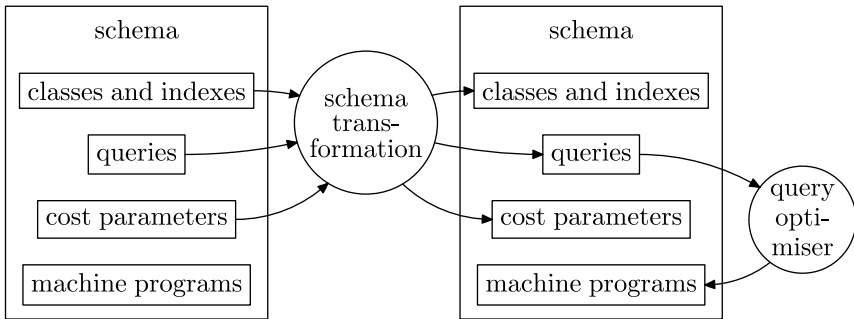 schema
classes and indexes
queries
cost parameters
machine programs
schema
trans-
formation
schema
classes and indexes
queries
cost parameters
machine programs
query
opti-
miser